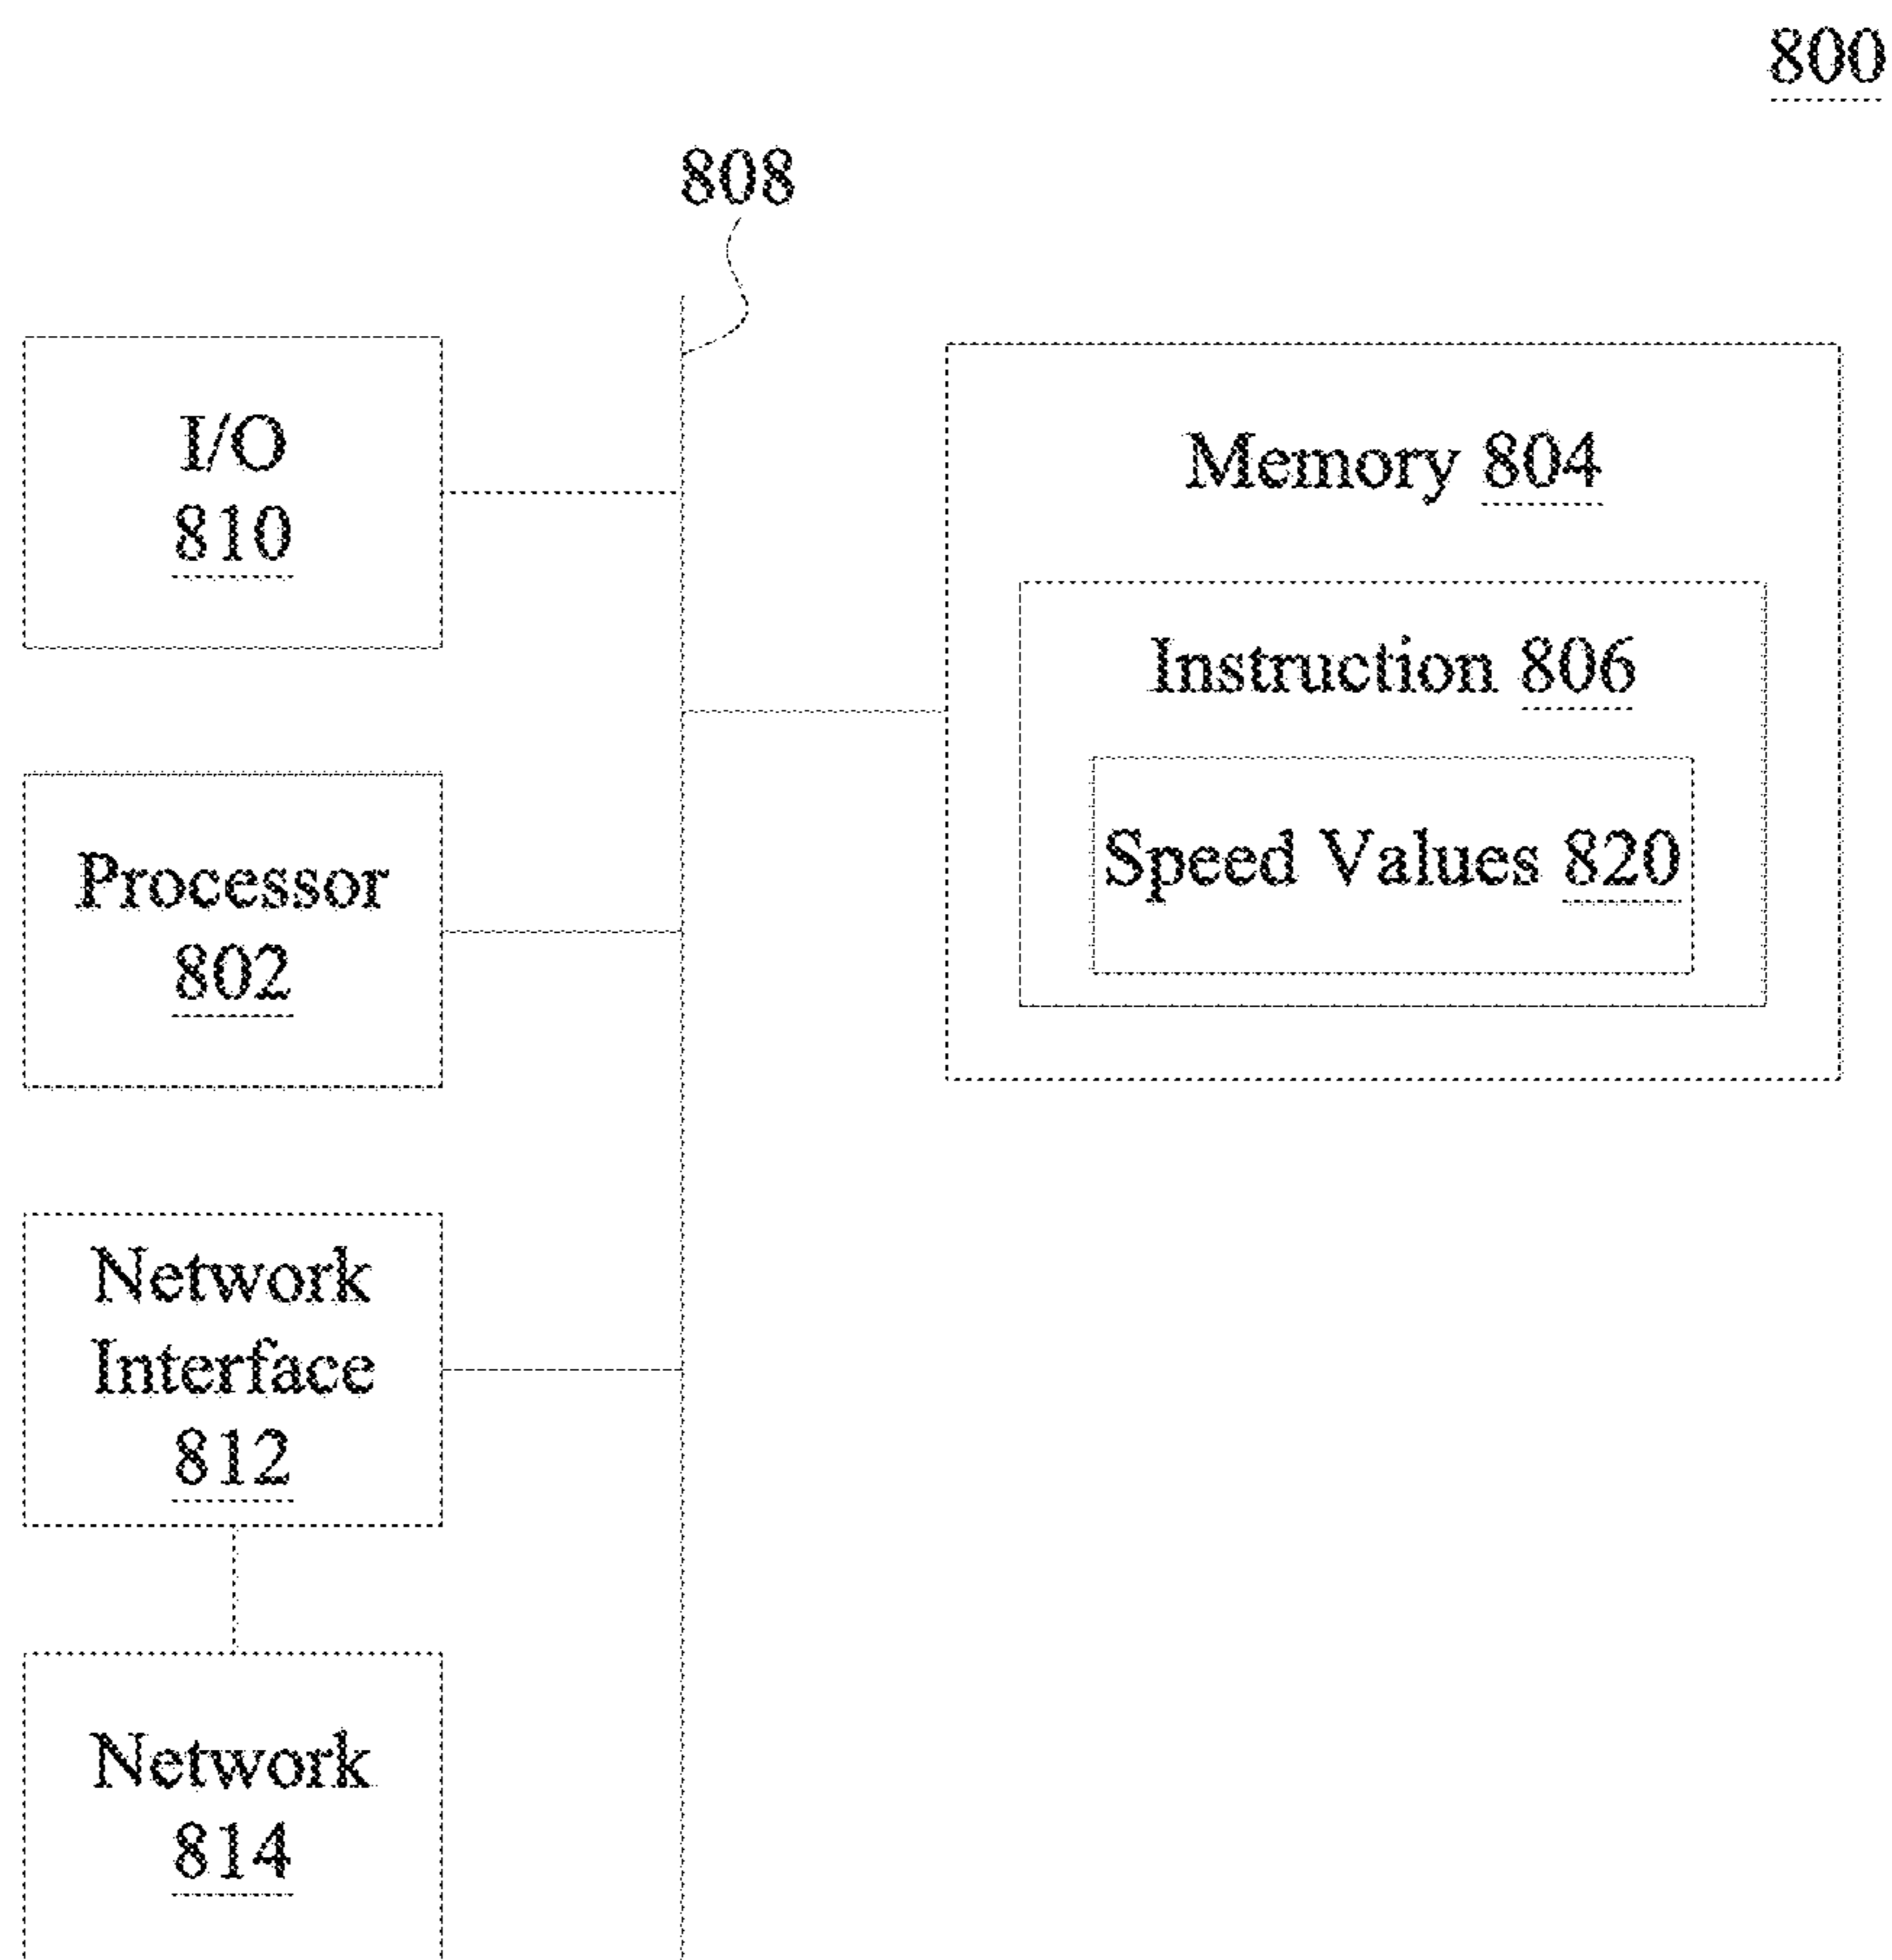 800
808
I/O
810
Memory 804
Instruction 806
Speed Values 820
Processor
802
Network
Interface
812
Network
814